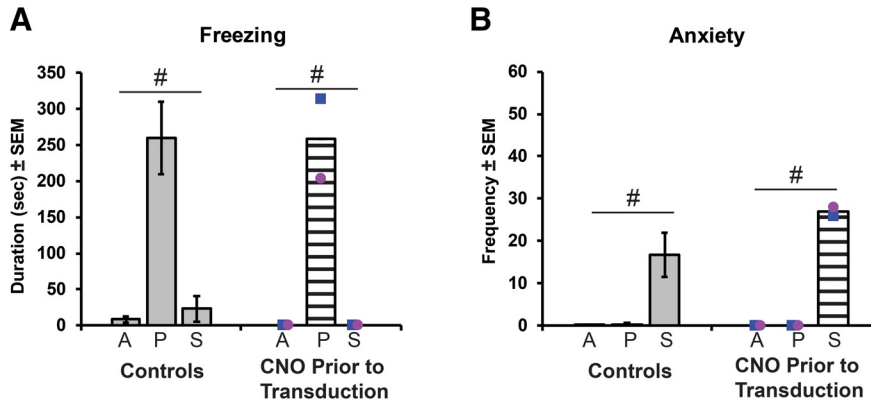 A
Freezing
#
#
350
300
250
200
150
100
50
0
Duration (sec) ± SEM
A P S
A P S
Controls
CNO Prior to
Transduction
B
Anxiety
60
50
40
30
20
10
0
Frequency ± SEM
#
#
A P S
A P S
Controls
CNO Prior to
Transduction